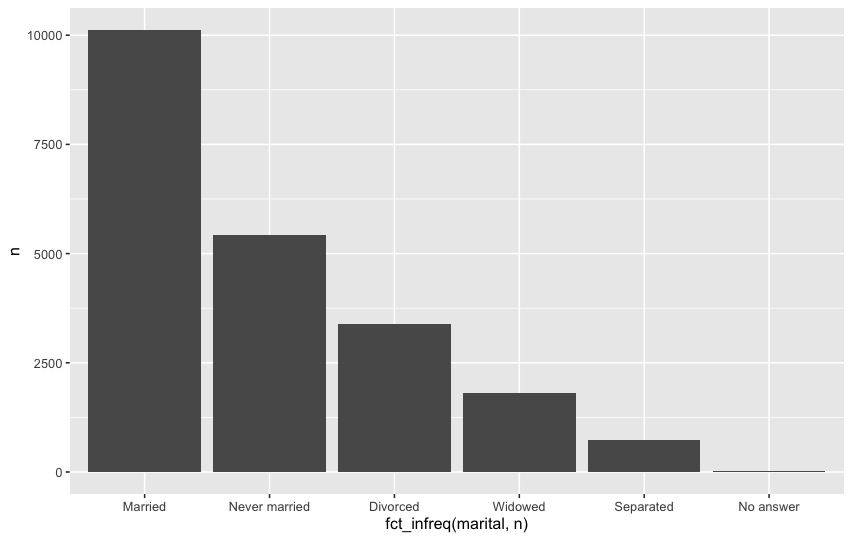 10000
7500
5000
2500
0
n
Married
Never married
Divorced
Widowed
Separated
No answer
fct_infreq(marital, n)